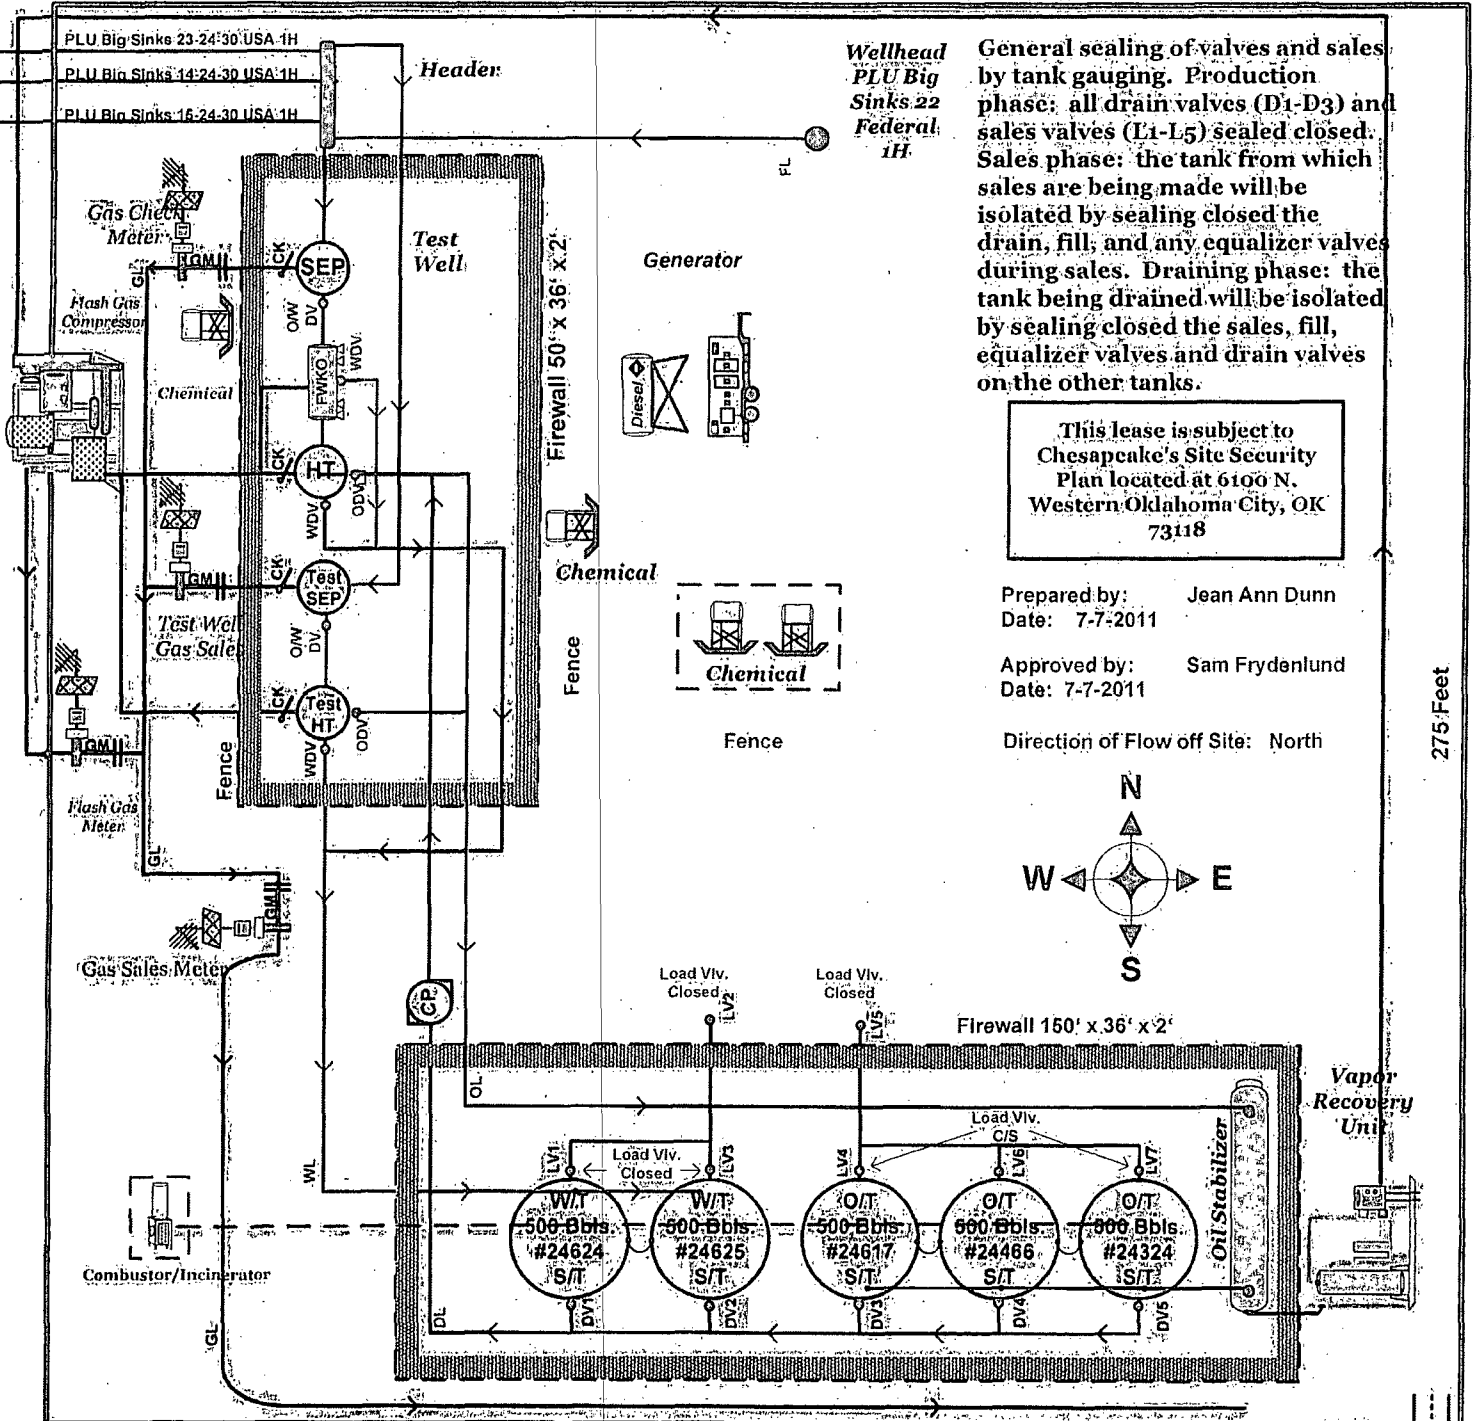 PLU Big Sinks 23-24-30 USA 1H
PLU Big Sinks 14-24-30 USA 1H
PLU Big Sinks 15-24-30 USA 1H
Header
Wellhead
PLU Big
Sinks 22
Federal
1H
FL
General sealing of valves and sales
by tank gauging. Production
phase: all drain valves (D1-D3) and
sales valves (L1-L5) sealed closed.
Sales phase: the tank from which
sales are being made will be
isolated by sealing closed the
drain, fill, and any equalizer valves
during sales. Draining phase: the
tank being drained will be isolated
by sealing closed the sales, fill,
equalizer valves and drain valves
on the other tanks.
This lease is subject to
Chesapeake's Site Security
Plan located at 6100 N.
Western Oklahoma City, OK
73118
Prepared by: Jean Ann Dunn
Date: 7-7-2011
Approved by: Sam Frydenlund
Date: 7-7-2011
Direction of Flow off Site: North
N
W
E
S
275 Feet
Gas Check
Meter
GM
GL
CK
SEP
Test
Well
O/W
DV
Flash Gas
Compressor
Chemical
FWKO
WDV
Firewall 50' x 36' x 2'
Generator
Diesel
CK
HT
ODV
WDV
Chemical
GM
CK
Test
SEP
Test Well
Gas Sales
O/W
DV
Fence
Chemical
Fence
CK
Test
HT
ODV
WDV
GM
Fence
Flash Gas
Meter
GL
GM
Gas Sales Meter
CP
Load Vlv.
Closed
LV2
Load Vlv.
Closed
LV5
Firewall 150' x 36' x 2'
Vapor
Recovery
Unit
OL
WL
Load Vlv.
C/S
Load Vlv.
Closed
LV1
LV3
LV4
LV6
LV7
Oil Stabilizer
W/T
500 Bbls.
#24624
S/T
W/T
500 Bbls.
#24625
S/T
O/T
500 Bbls.
#24617
S/T
O/T
500 Bbls.
#24466
S/T
O/T
500 Bbls.
#24324
S/T
Combustor/Incinerator
DL
DV1
DV2
DV3
DV4
DV5
GL